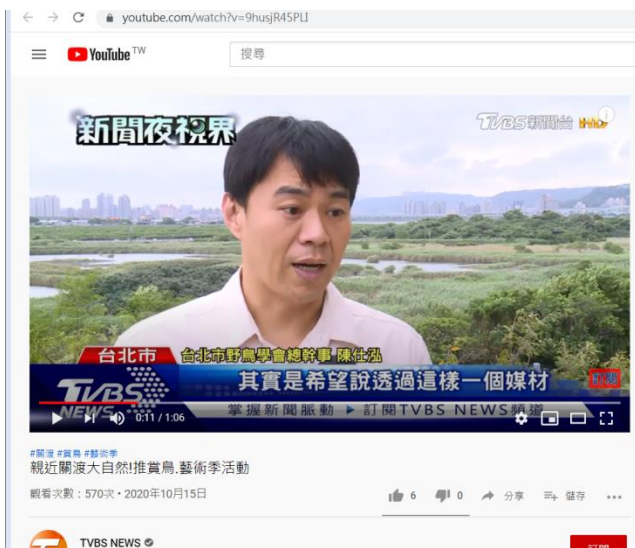 youtube.com/watch?v=9husjR45PLI
YouTube TW
搜尋
新聞夜視界
TVBS新聞台 HD
台北市 台北市野鳥學會總幹事 陳仕泓
其實是希望說透過這樣一個媒材
訂閱
TVBS NEWS
掌握新聞脈動 ▶ 訂閱TVBS NEWS頻道
0:11 / 1:06
#關渡 #賞鳥 #藝術季
親近關渡大自然!推賞鳥.藝術季活動
觀看次數：570次・2020年10月15日
6 0 分享 儲存
TVBS NEWS
訂閱